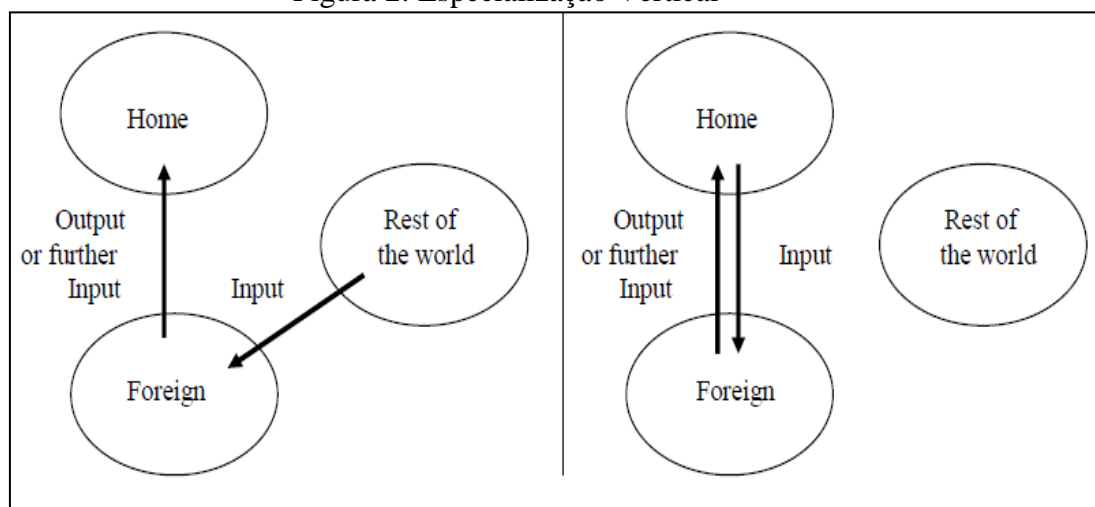 Figura 2: Especialização Vertical
Home
Output
or further
Input
Input
Rest of
the world
Foreign
Home
Output
or further
Input
Input
Rest of
the world
Foreign